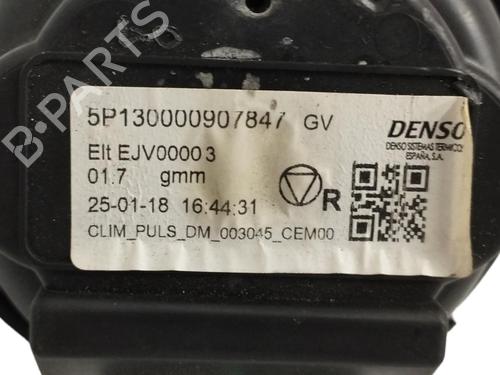 B-PARTS
5P130000907847 GV
DENSO
DENSO SISTEMAS TERMICOS
ESPAÑA, S.A.
Elt EJV00003
01.7 gmm
R
25-01-18 16:44:31
CLIM_PULS_DM_003045_CEM00